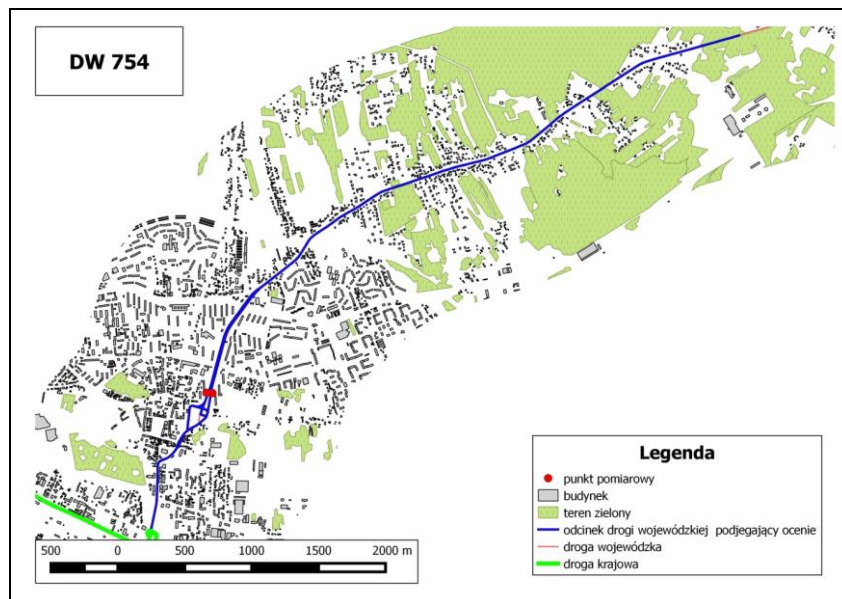 DW 754
Legenda
punkt pomiarowy
budynek
teren zielony
odcinek drogi wojewódzkiej podjegający ocenie
droga wojewódzka
droga krajowa
500 0 500 1000 1500 2000 m